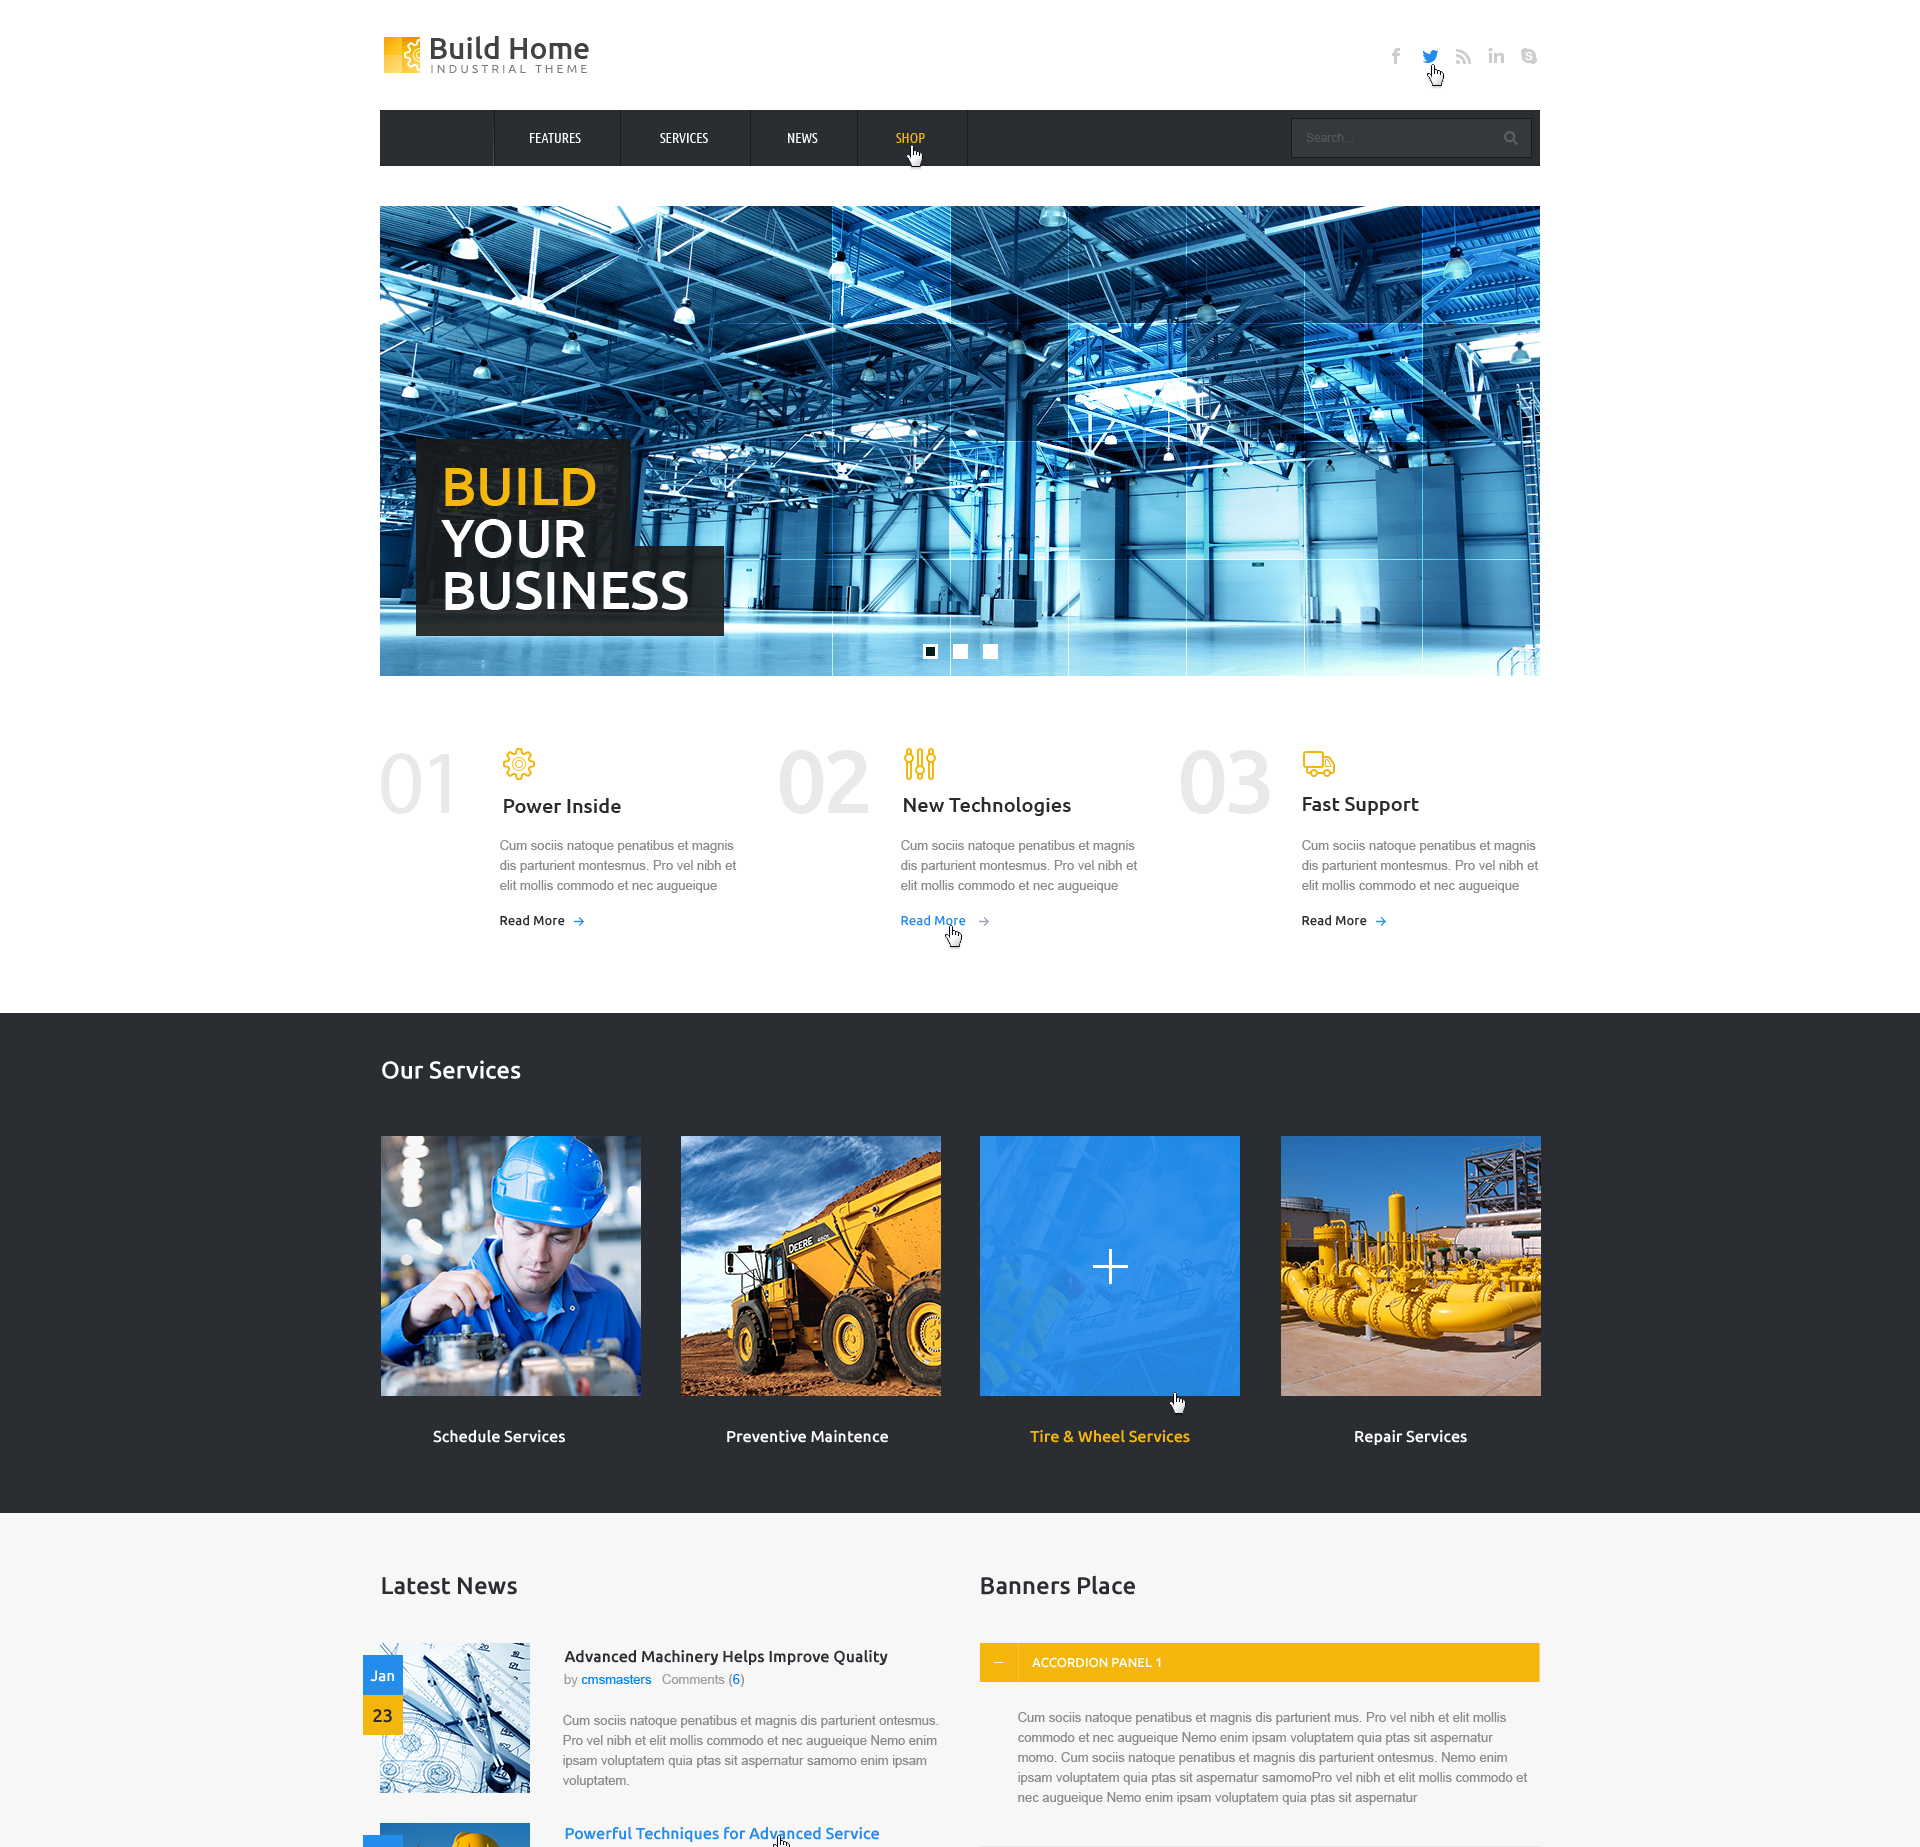 Build Home
INDUSTRIAL THEME
FEATURES
SERVICES
NEWS
SHOP
Search...
BUILD
YOUR
BUSINESS
01
Power Inside
Cum sociis natoque penatibus et magnis
dis parturient montesmus. Pro vel nibh et
elit mollis commodo et nec augueique
Read More
02
New Technologies
Cum sociis natoque penatibus et magnis
dis parturient montesmus. Pro vel nibh et
elit mollis commodo et nec augueique
Read More
03
Fast Support
Cum sociis natoque penatibus et magnis
dis parturient montesmus. Pro vel nibh et
elit mollis commodo et nec augueique
Read More
Our Services
DEERE
Schedule Services
Preventive Maintence
Tire & Wheel Services
Repair Services
Latest News
Jan
23
Advanced Machinery Helps Improve Quality
by cmsmasters Comments (6)
Cum sociis natoque penatibus et magnis dis parturient ontesmus.
Pro vel nibh et elit mollis commodo et nec augueique Nemo enim
ipsam voluptatem quia ptas sit aspernatur samomo enim ipsam
voluptatem.
Powerful Techniques for Advanced Service
Banners Place
ACCORDION PANEL 1
Cum sociis natoque penatibus et magnis dis parturient mus. Pro vel nibh et elit mollis
commodo et nec augueique Nemo enim ipsam voluptatem quia ptas sit aspernatur
momo. Cum sociis natoque penatibus et magnis dis parturient ontesmus. Nemo enim
ipsam voluptatem quia ptas sit aspernatur samomoPro vel nibh et elit mollis commodo et
nec augueique Nemo enim ipsam voluptatem quia ptas sit aspernatur